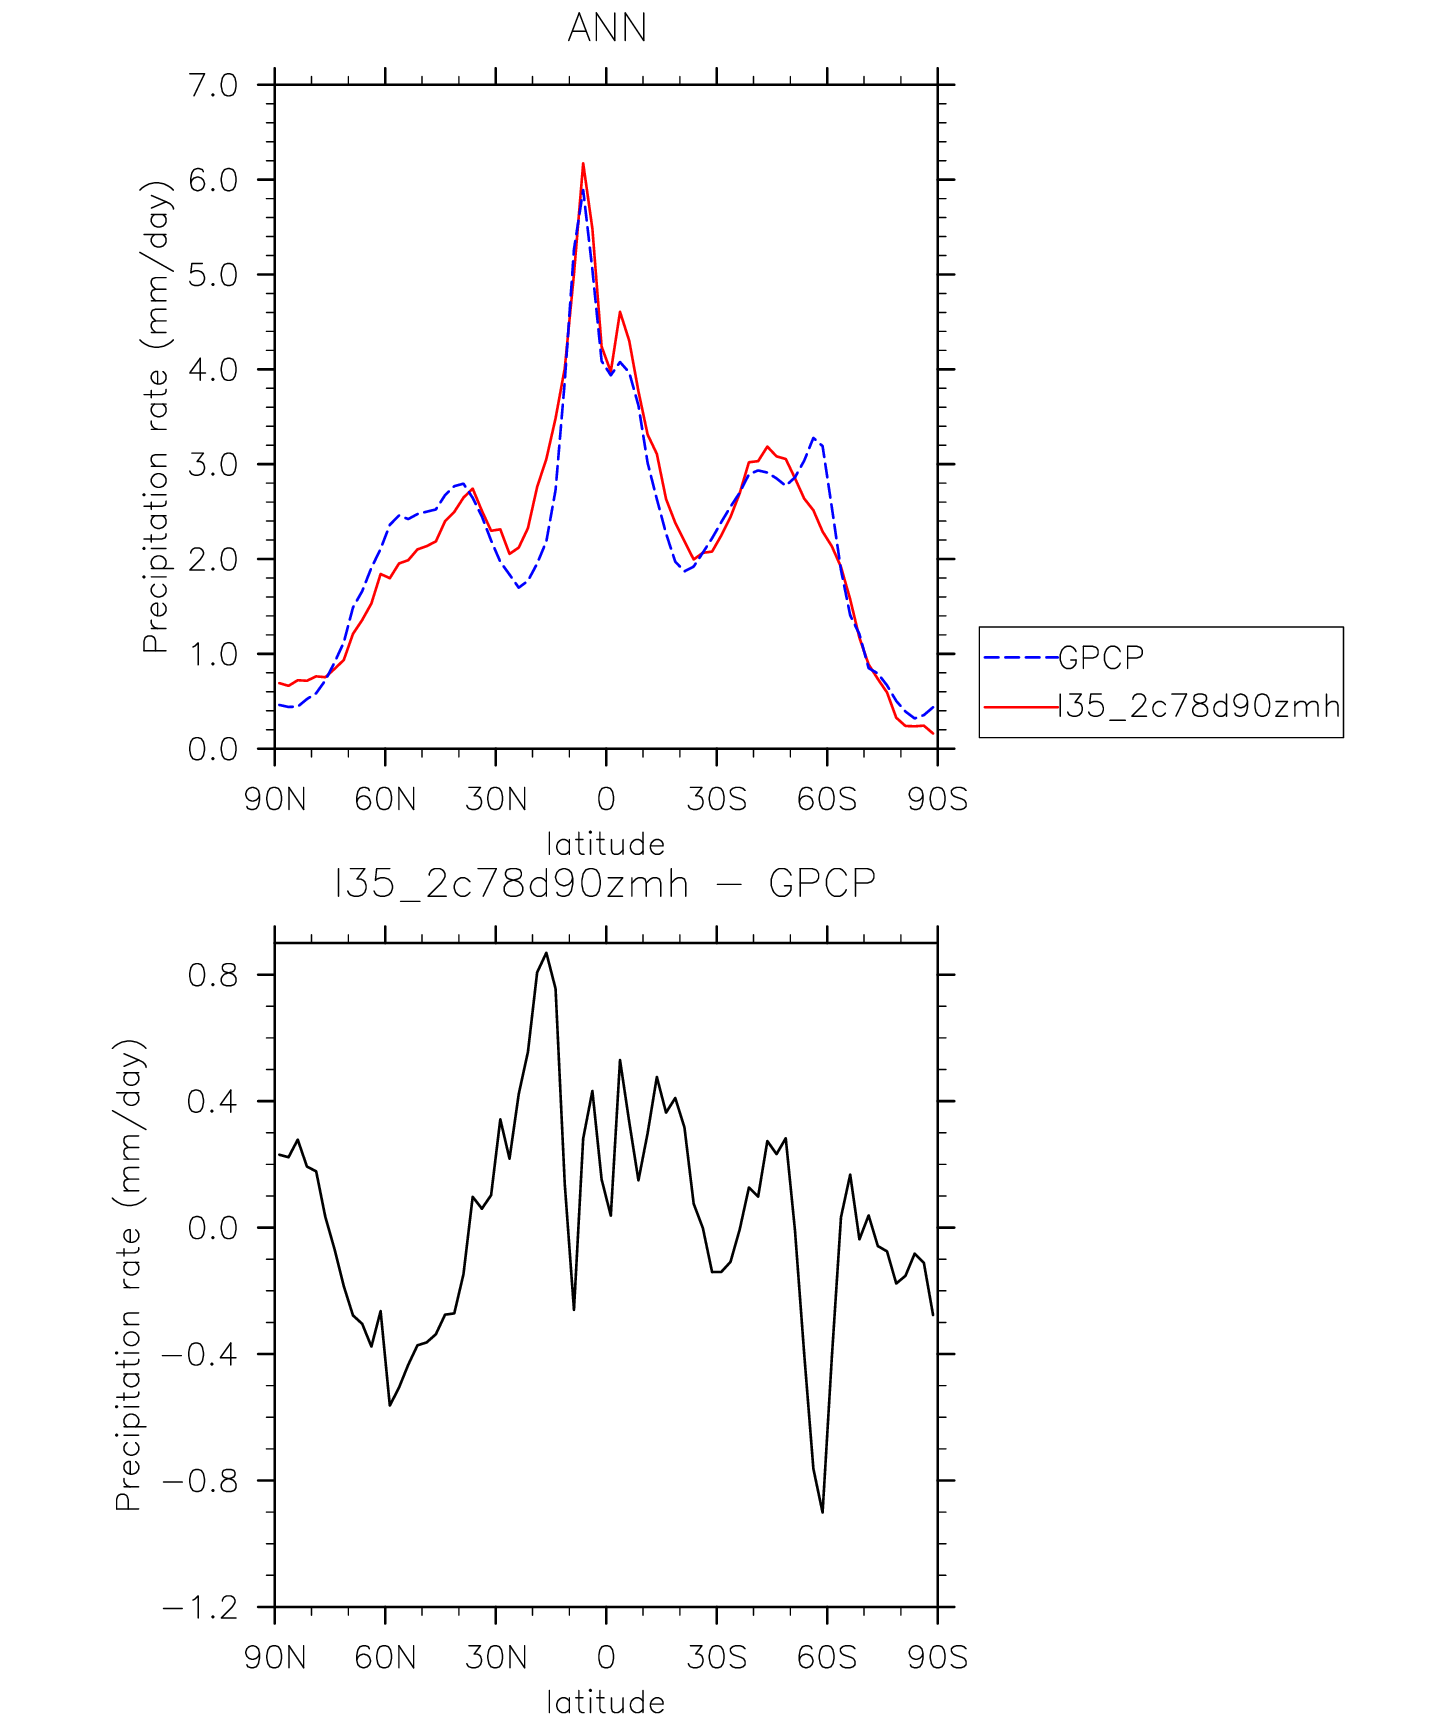 ANN
7.0
6.0
5.0
4.0
3.0
2.0
1.0
0.0
Precipitation rate (mm/day)
90N 60N 30N 0 30S 60S 90S
latitude
GPCP
I35_2c78d90zmh
I35_2c78d90zmh − GPCP
0.8
0.4
0.0
−0.4
−0.8
−1.2
Precipitation rate (mm/day)
90N 60N 30N 0 30S 60S 90S
latitude